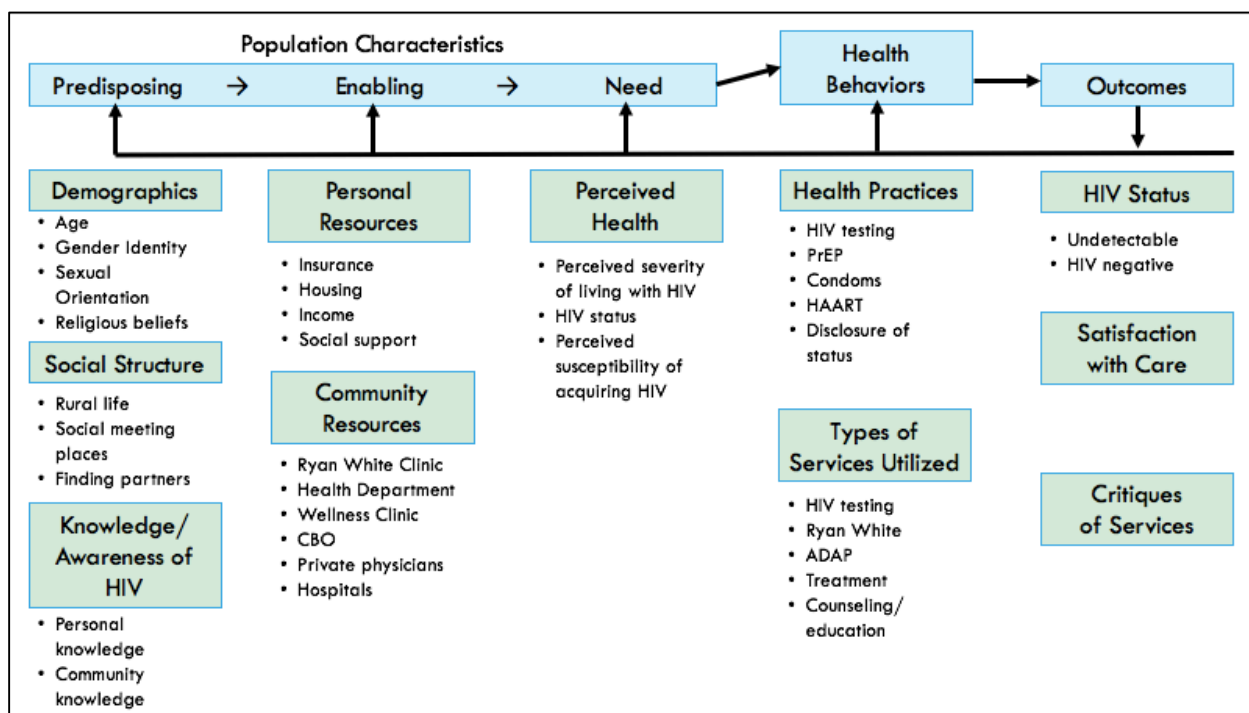 Population Characteristics
Predisposing → Enabling → Need
Health
Behaviors
Outcomes
Demographics
• Age
• Gender Identity
• Sexual
Orientation
• Religious beliefs
Social Structure
• Rural life
• Social meeting
places
• Finding partners
Knowledge/
Awareness of
HIV
• Personal
knowledge
• Community
knowledge
Personal
Resources
• Insurance
• Housing
• Income
• Social support
Community
Resources
• Ryan White Clinic
• Health Department
• Wellness Clinic
• CBO
• Private physicians
• Hospitals
Perceived
Health
• Perceived severity
of living with HIV
• HIV status
• Perceived
susceptibility of
acquiring HIV
Health Practices
• HIV testing
• PrEP
• Condoms
• HAART
• Disclosure of
status
Types of
Services Utilized
• HIV testing
• Ryan White
• ADAP
• Treatment
• Counseling/
education
HIV Status
• Undetectable
• HIV negative
Satisfaction
with Care
Critiques
of Services